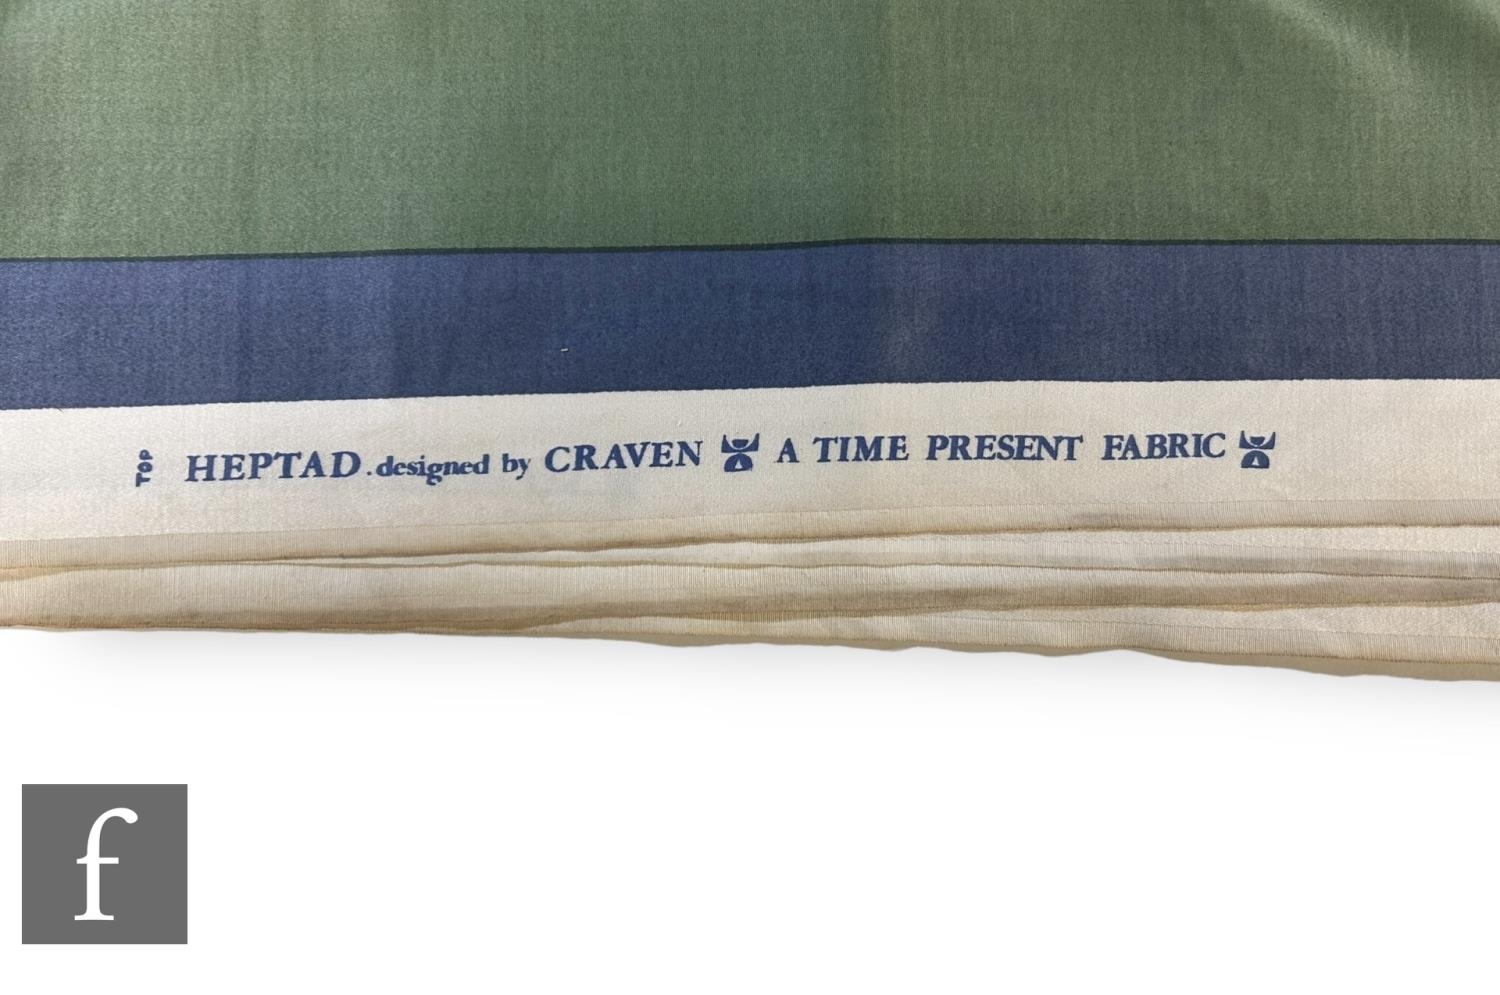 TOP HEPTAD. designed by CRAVEN A TIME PRESENT FABRIC
f